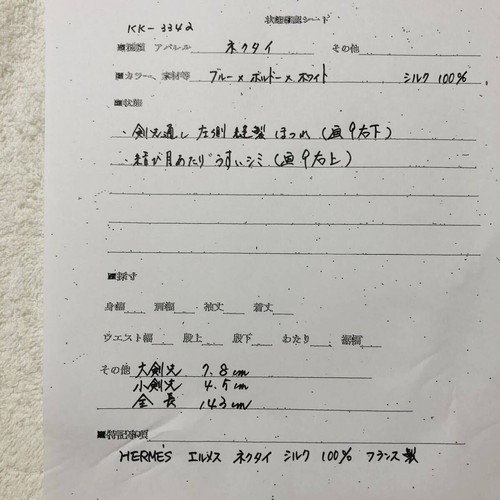 KK-3342
状態確認シート
■種類 アパレル ネクタイ その他
■カラー、素材等 ブルー×ボルドー×ホワイト シルク 100%
■状態
・剣先通し 左側 縫製 ほつれ(画9右下)
・結び目あたり うすいシミ(画9右上)
■採寸
身幅 肩幅 袖丈 着丈
ウエスト幅 股上 股下 わたり 裾幅
その他 大剣先 7.8cm
小剣先 4.5cm
全長 143cm
■特記事項
HERMES エルメス ネクタイ シルク 100% フランス製